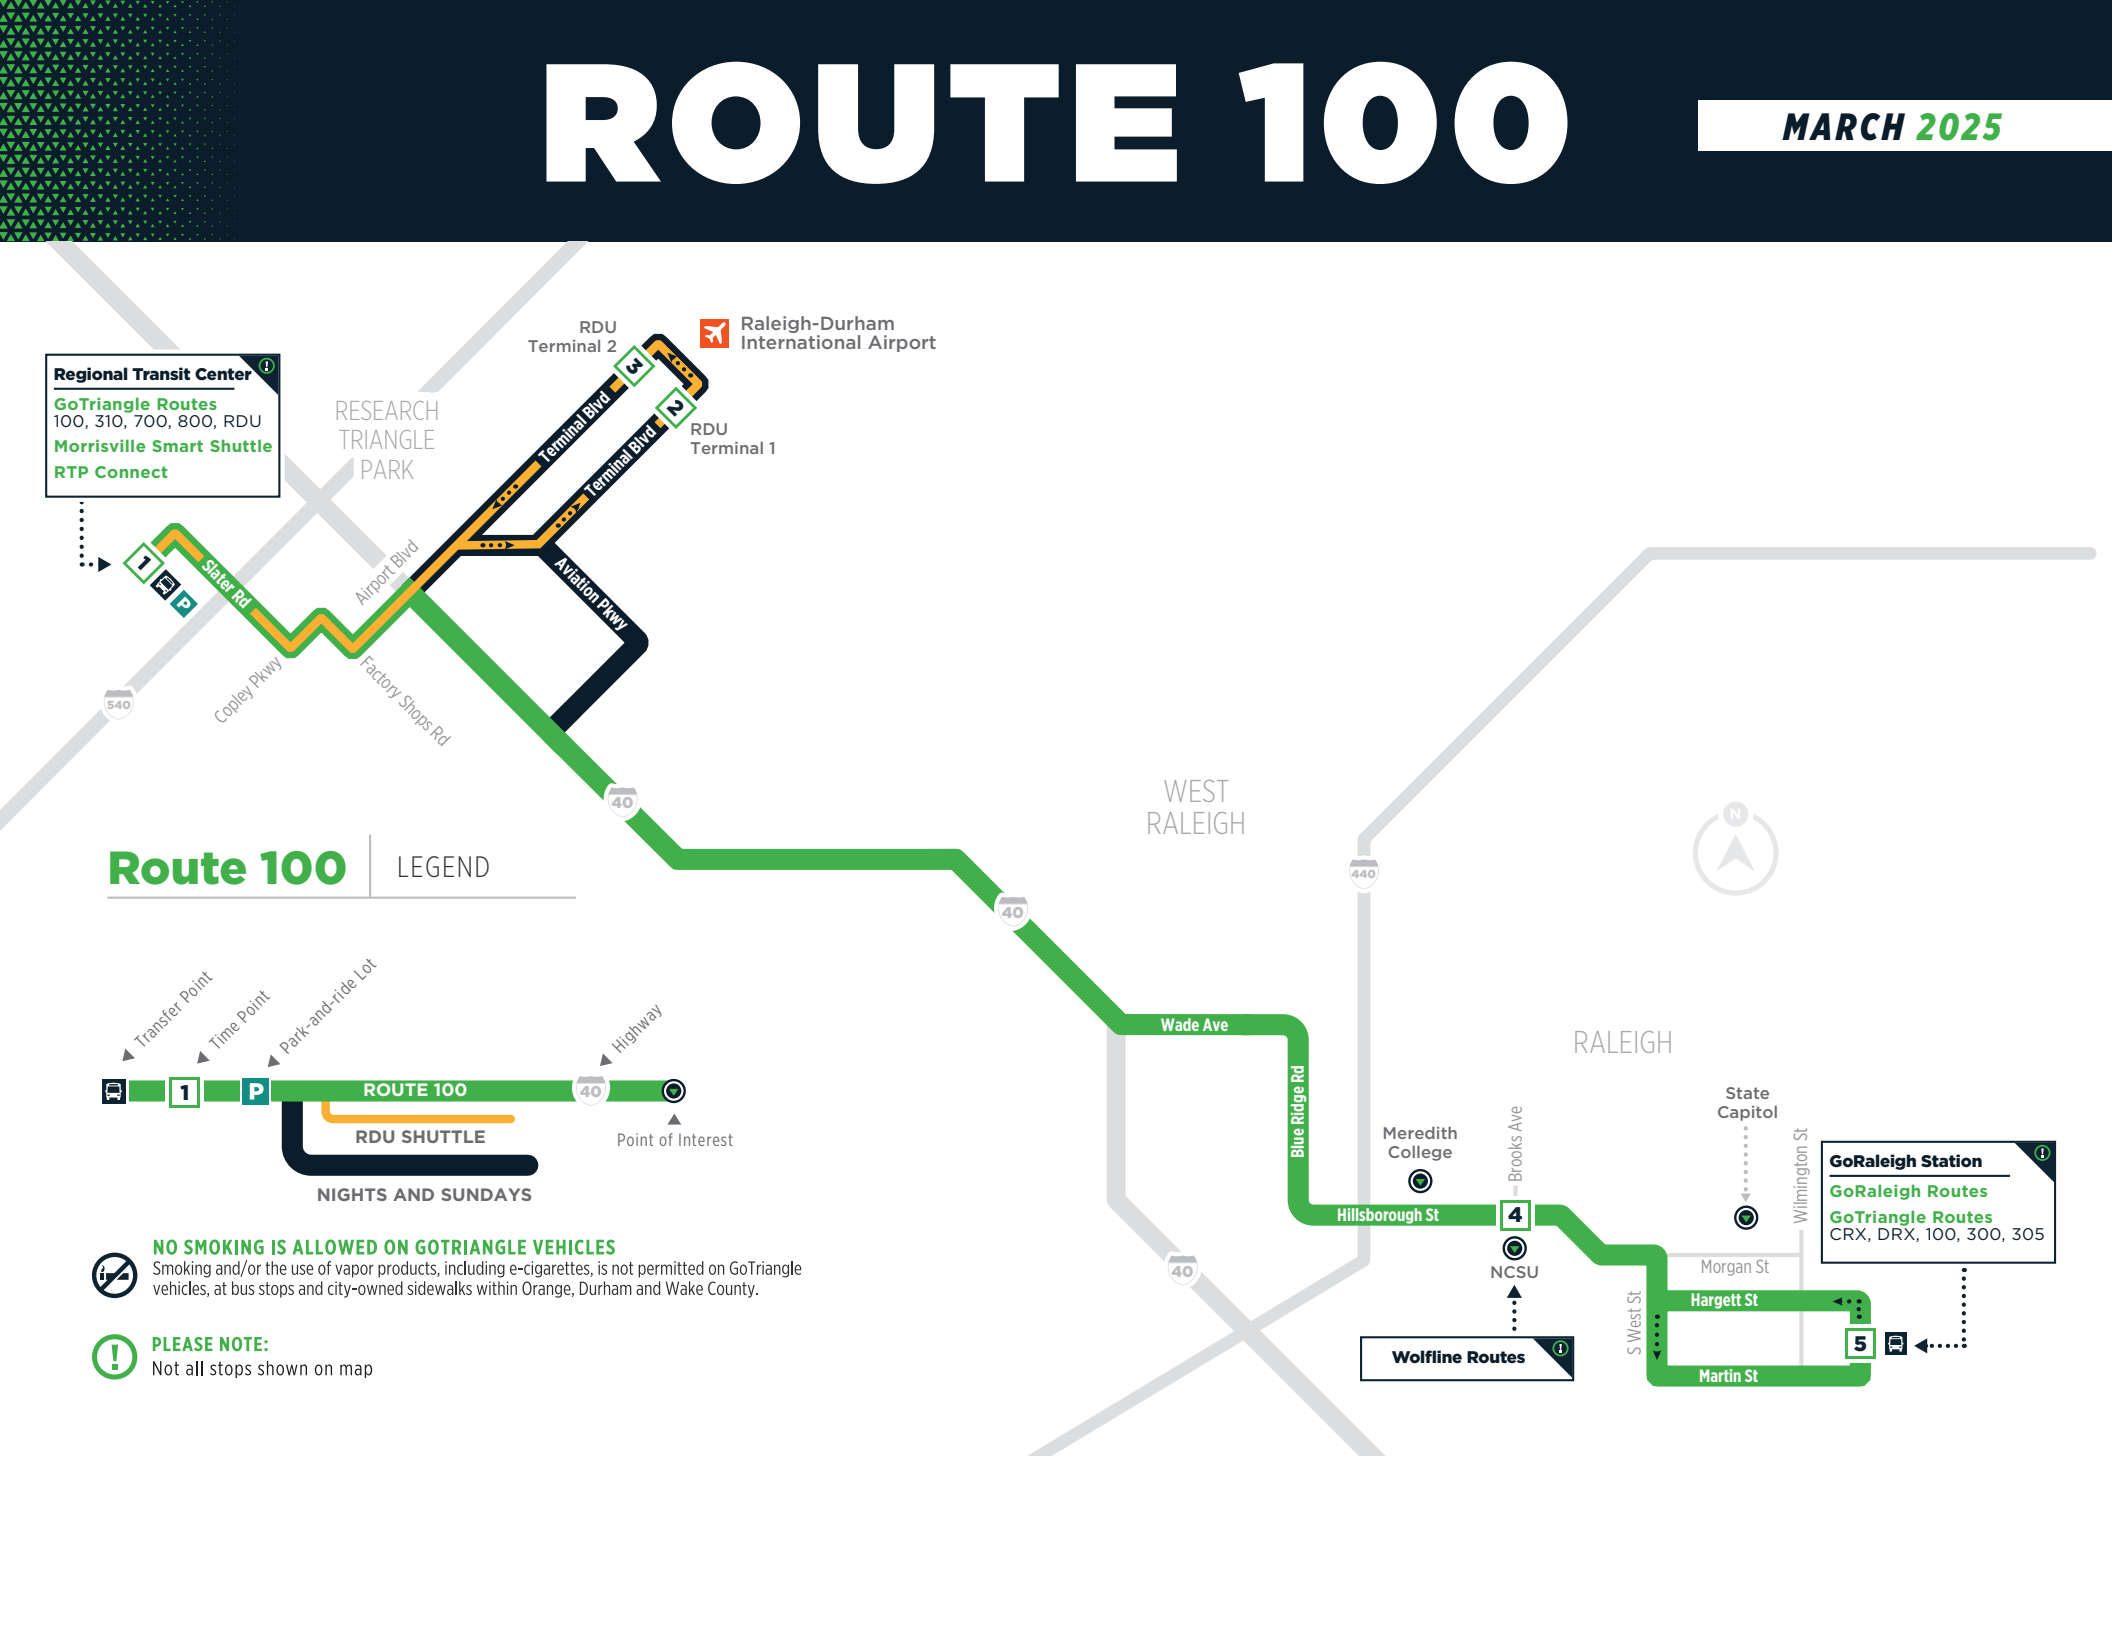 ROUTE 100
MARCH 2025
RDU
Terminal 2
Raleigh-Durham
International Airport
Regional Transit Center
!
GoTriangle Routes
100, 310, 700, 800, RDU
Morrisville Smart Shuttle
RTP Connect
RESEARCH
TRIANGLE
PARK
3
2
RDU
Terminal 1
Terminal Blvd
Terminal Blvd
1
P
Slater Rd
Airport Blvd
Aviation Pkwy
Copley Pkwy
Factory Shops Rd
540
40
WEST
RALEIGH
N
440
40
Route 100
LEGEND
Transfer Point
Time Point
Park-and-ride Lot
Highway
1
P
ROUTE 100
40
RDU SHUTTLE
Point of Interest
NIGHTS AND SUNDAYS
Wade Ave
Blue Ridge Rd
RALEIGH
State
Capitol
Meredith
College
Brooks Ave
Wilmington St
GoRaleigh Station
!
GoRaleigh Routes
GoTriangle Routes
CRX, DRX, 100, 300, 305
Hillsborough St
4
NCSU
40
Morgan St
Hargett St
S West St
5
Martin St
Wolfline Routes
!
NO SMOKING IS ALLOWED ON GOTRIANGLE VEHICLES
Smoking and/or the use of vapor products, including e-cigarettes, is not permitted on GoTriangle
vehicles, at bus stops and city-owned sidewalks within Orange, Durham and Wake County.
!
PLEASE NOTE:
Not all stops shown on map